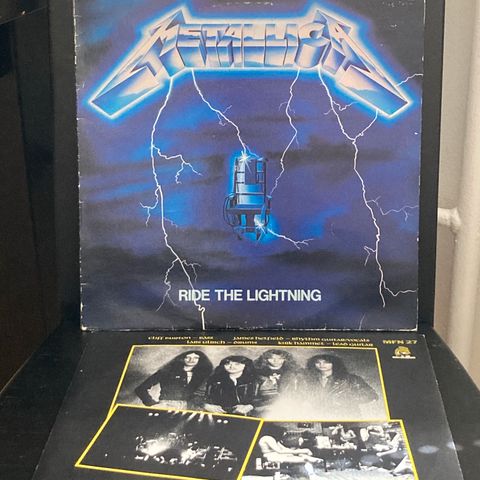 METALLICA
RIDE THE LIGHTNING
Cliff Burton – Bass James Hetfield – Rhythm Guitar/Vocals MFN 27
Lars Ulrich – Drums Kirk Hammet – Lead Guitar